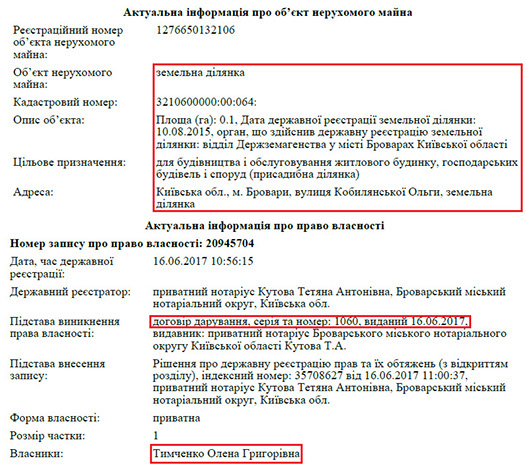 Актуальна інформація про об’єкт нерухомого майна
Реєстраційний номер
об’єкта нерухомого
майна:
1276650132106
Об’єкт нерухомого
майна:
земельна ділянка
Кадастровий номер:
3210600000:00:064:
Опис об’єкта:
Площа (га): 0.1, Дата державної реєстрації земельної ділянки:
10.08.2015, орган, що здійснив державну реєстрацію земельної
ділянки: відділ Держземагенства у місті Броварах Київської області
Цільове призначення:
для будівництва і обслуговування житлового будинку, господарських
будівель і споруд (присадибна ділянка)
Адреса:
Київська обл., м. Бровари, вулиця Кобилянської Ольги, земельна
ділянка
Актуальна інформація про право власності
Номер запису про право власності: 20945704
Дата, час державної
реєстрації:
16.06.2017 10:56:15
Державний реєстратор:
приватний нотаріус Кутова Тетяна Антонівна, Броварський міський
нотаріальний округ, Київська обл.
Підстава виникнення
права власності:
договір дарування, серія та номер: 1060, виданий 16.06.2017,
видавник: приватний нотаріус Броварського міського нотаріального
округу Київської області Кутова Т.А.
Підстава внесення
запису:
Рішення про державну реєстрацію прав та їх обтяжень (з відкриттям
розділу), індексний номер: 35708627 від 16.06.2017 11:00:37,
приватний нотаріус Кутова Тетяна Антонівна, Броварський міський
нотаріальний округ, Київська обл.
Форма власності:
приватна
Розмір частки:
1
Власники:
Тимченко Олена Григорівна